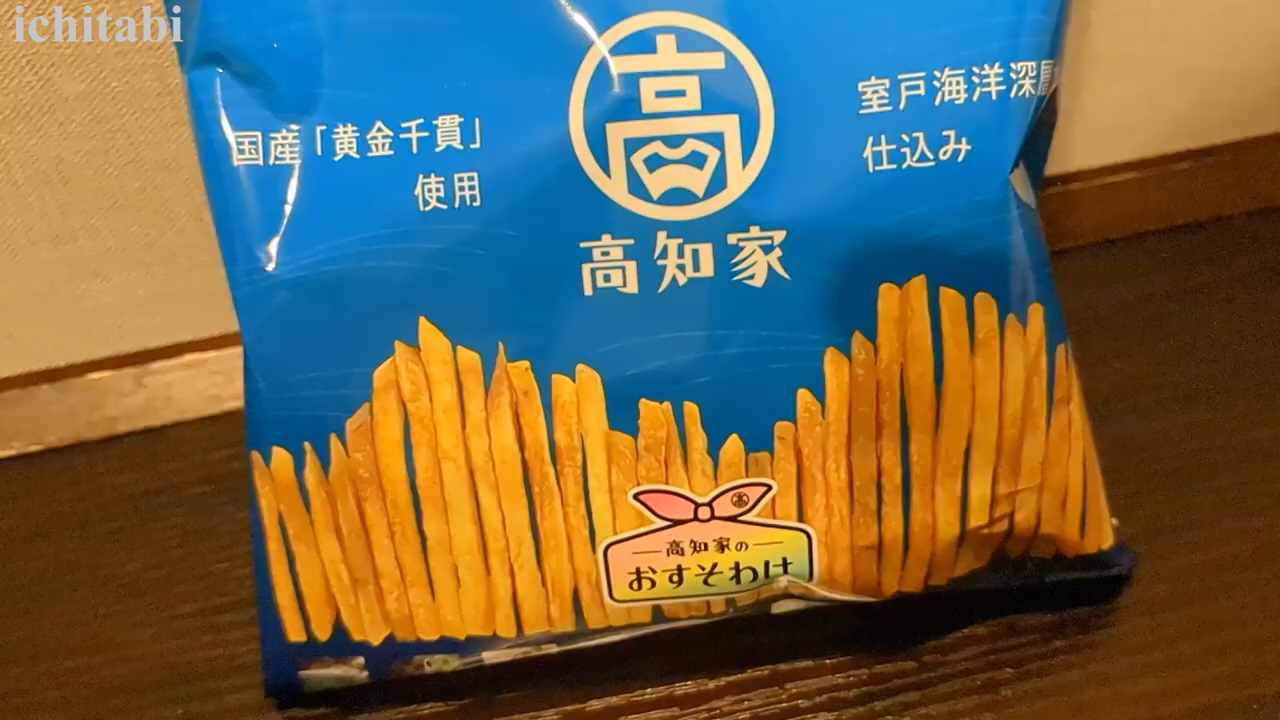 ichitabi
国産「黄金千貫」
使用
高
高知家
室戸海洋深層
仕込み
高知家の
おすそわけ